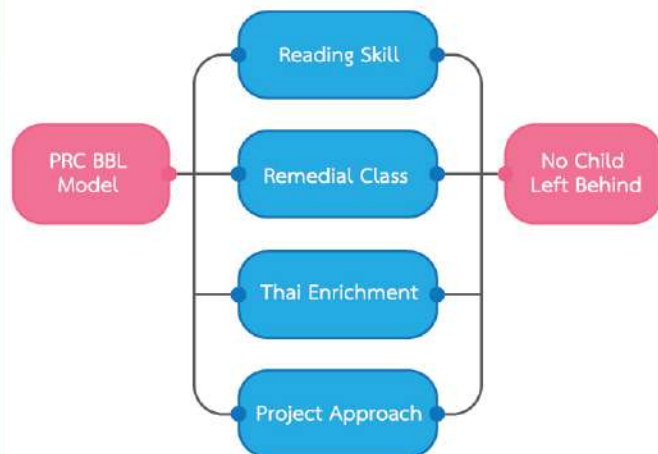 Reading Skill
PRC BBL
Model
Remedial Class
No Child
Left Behind
Thai Enrichment
Project Approach